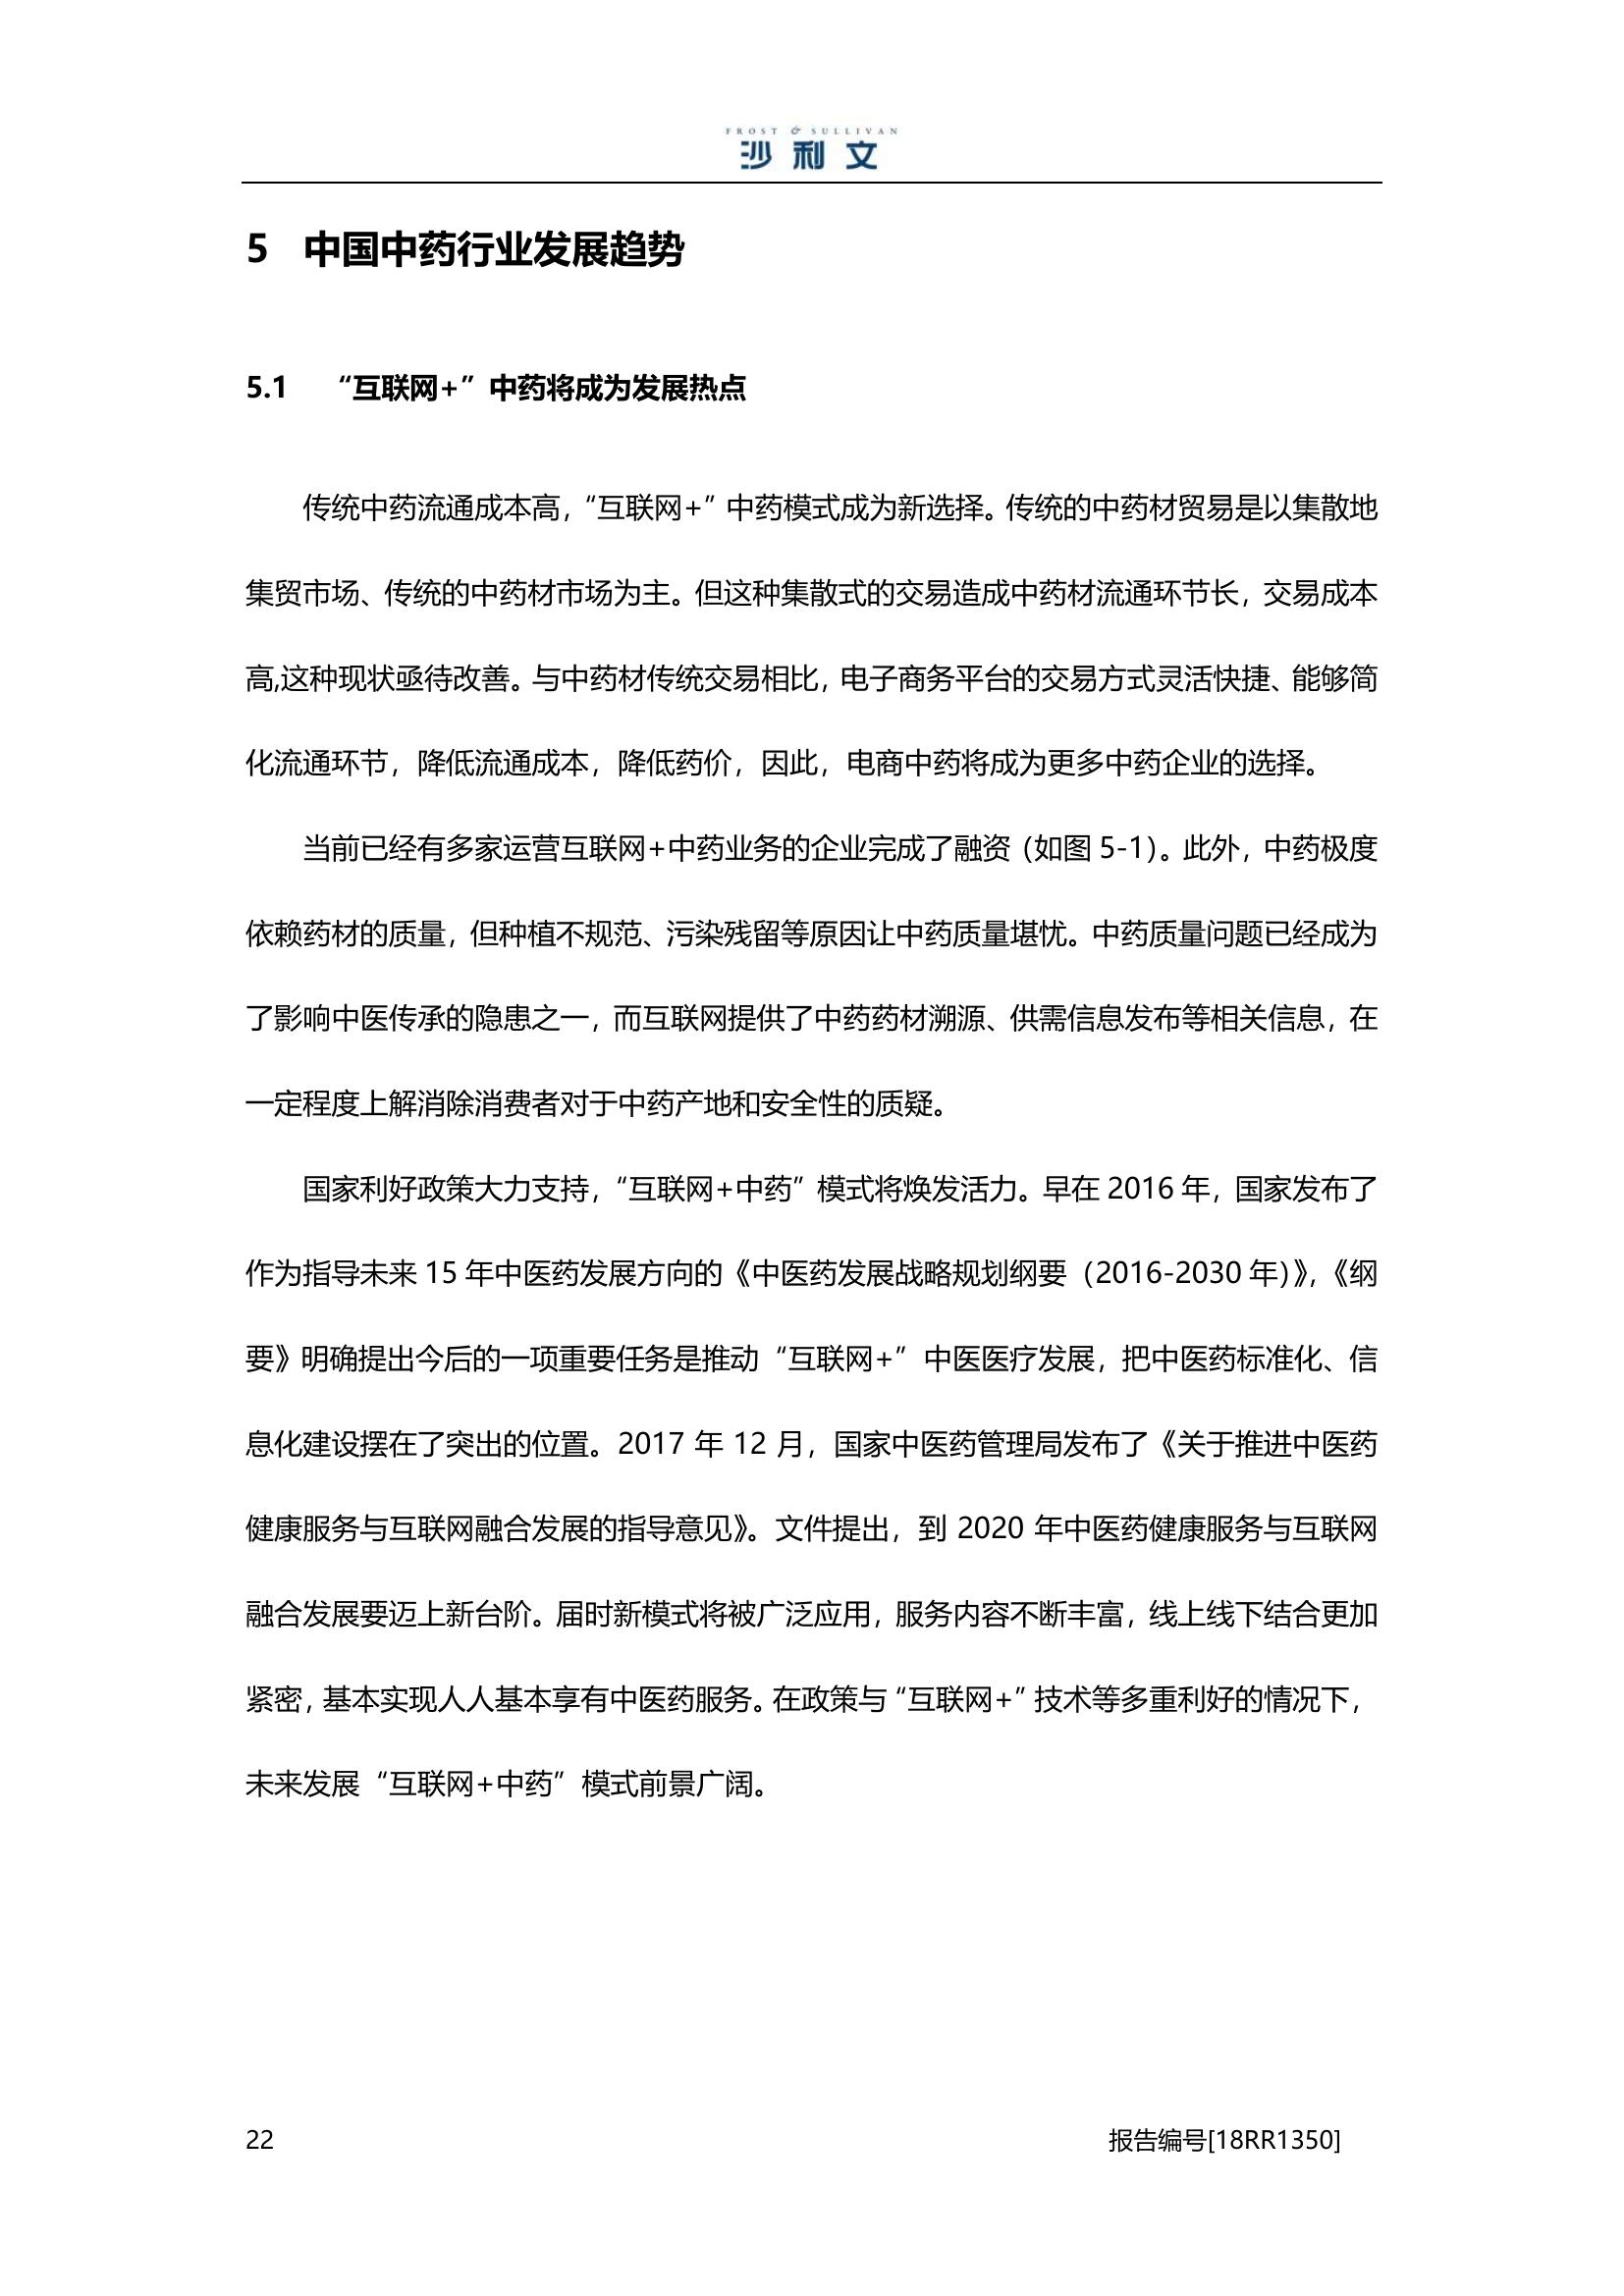 FROST & SULLIVAN
沙利文
5 中国中药行业发展趋势
5.1 “互联网+”中药将成为发展热点
传统中药流通成本高，“互联网+”中药模式成为新选择。传统的中药材贸易是以集散地
集贸市场、传统的中药材市场为主。但这种集散式的交易造成中药材流通环节长，交易成本
高,这种现状亟待改善。与中药材传统交易相比，电子商务平台的交易方式灵活快捷、能够简
化流通环节，降低流通成本，降低药价，因此，电商中药将成为更多中药企业的选择。
当前已经有多家运营互联网+中药业务的企业完成了融资（如图 5-1）。此外，中药极度
依赖药材的质量，但种植不规范、污染残留等原因让中药质量堪忧。中药质量问题已经成为
了影响中医传承的隐患之一，而互联网提供了中药药材溯源、供需信息发布等相关信息，在
一定程度上解消除消费者对于中药产地和安全性的质疑。
国家利好政策大力支持，“互联网+中药”模式将焕发活力。早在 2016 年，国家发布了
作为指导未来 15 年中医药发展方向的《中医药发展战略规划纲要（2016-2030 年）》，《纲
要》明确提出今后的一项重要任务是推动“互联网+”中医医疗发展，把中医药标准化、信
息化建设摆在了突出的位置。2017 年 12 月，国家中医药管理局发布了《关于推进中医药
健康服务与互联网融合发展的指导意见》。文件提出，到 2020 年中医药健康服务与互联网
融合发展要迈上新台阶。届时新模式将被广泛应用，服务内容不断丰富，线上线下结合更加
紧密，基本实现人人基本享有中医药服务。在政策与“互联网+”技术等多重利好的情况下，
未来发展“互联网+中药”模式前景广阔。
22 报告编号[18RR1350]